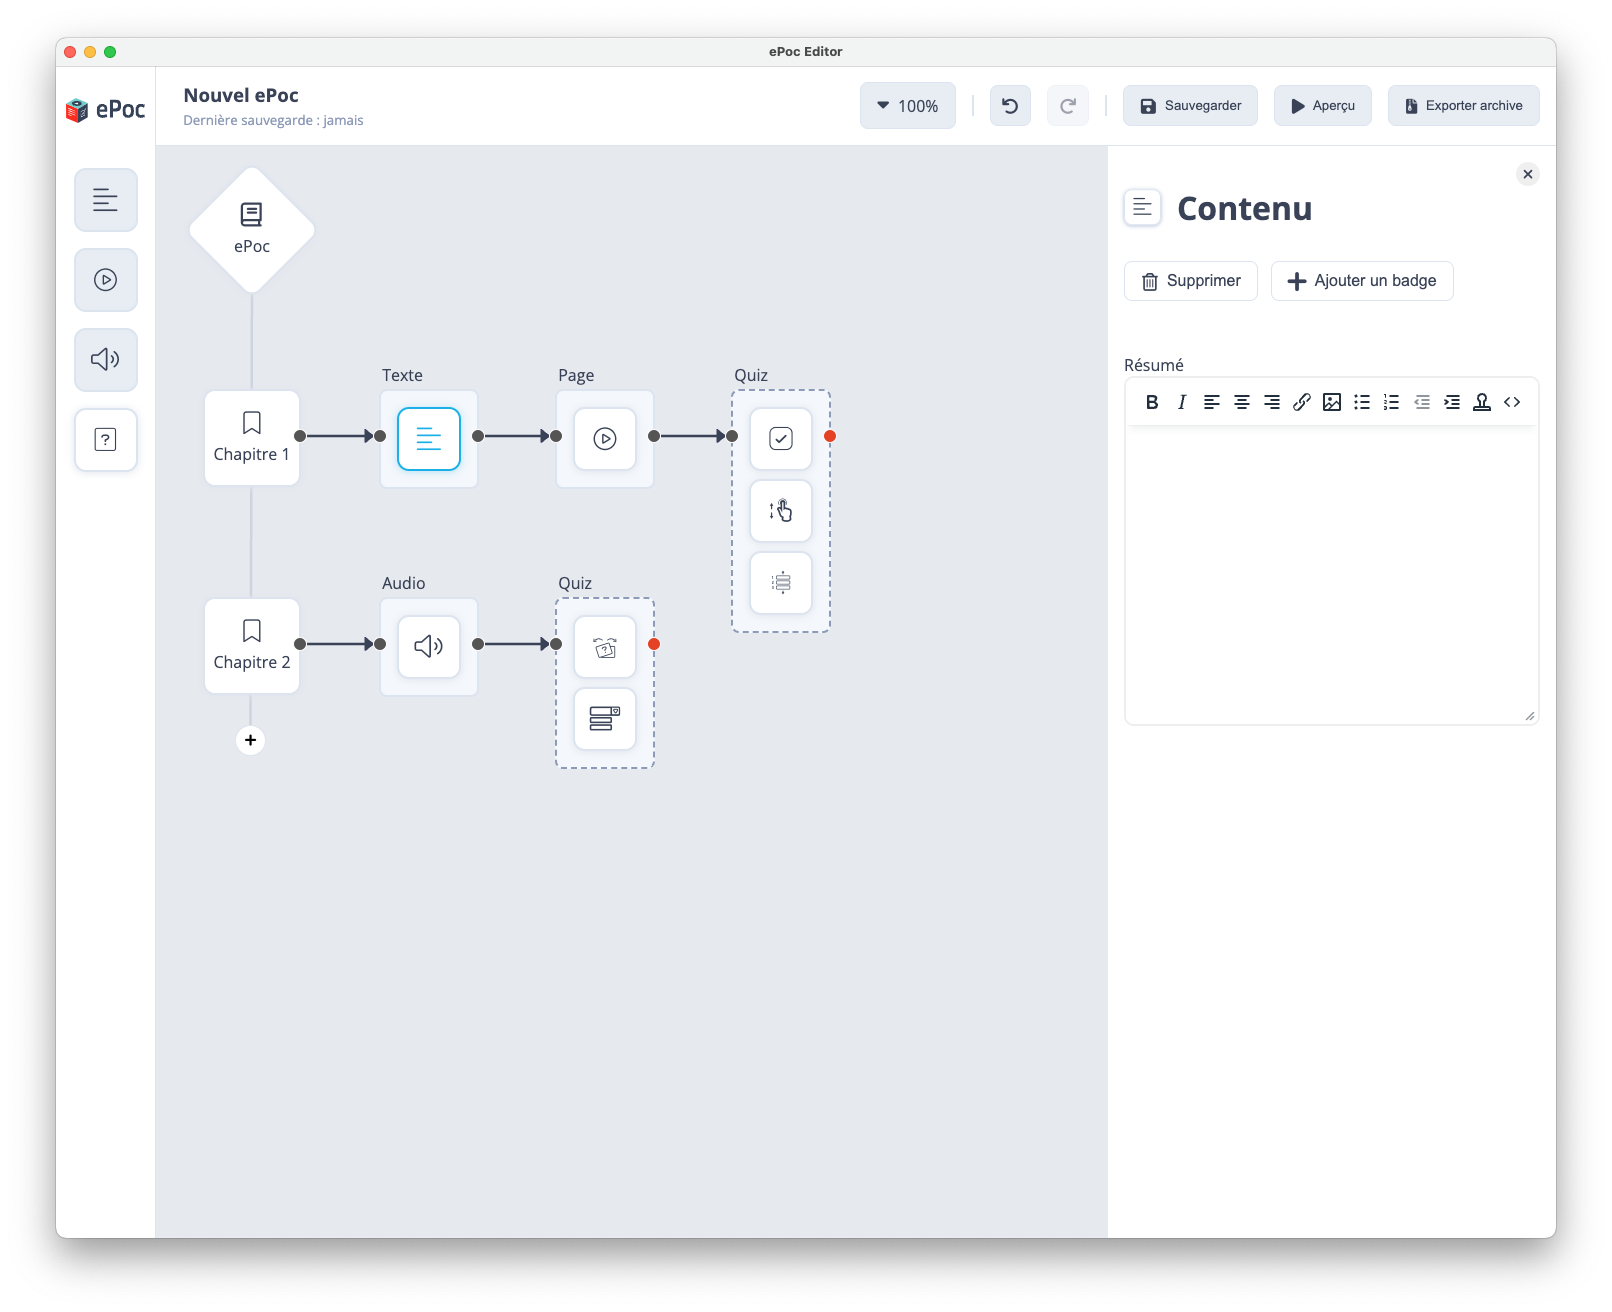 ePoc Editor
ePoc
Nouvel ePoc
Dernière sauvegarde : jamais
100%
Sauvegarder
Aperçu
Exporter archive
ePoc
Contenu
Supprimer
Ajouter un badge
Résumé
B I
Texte
Page
Quiz
Chapitre 1
Audio
Quiz
Chapitre 2